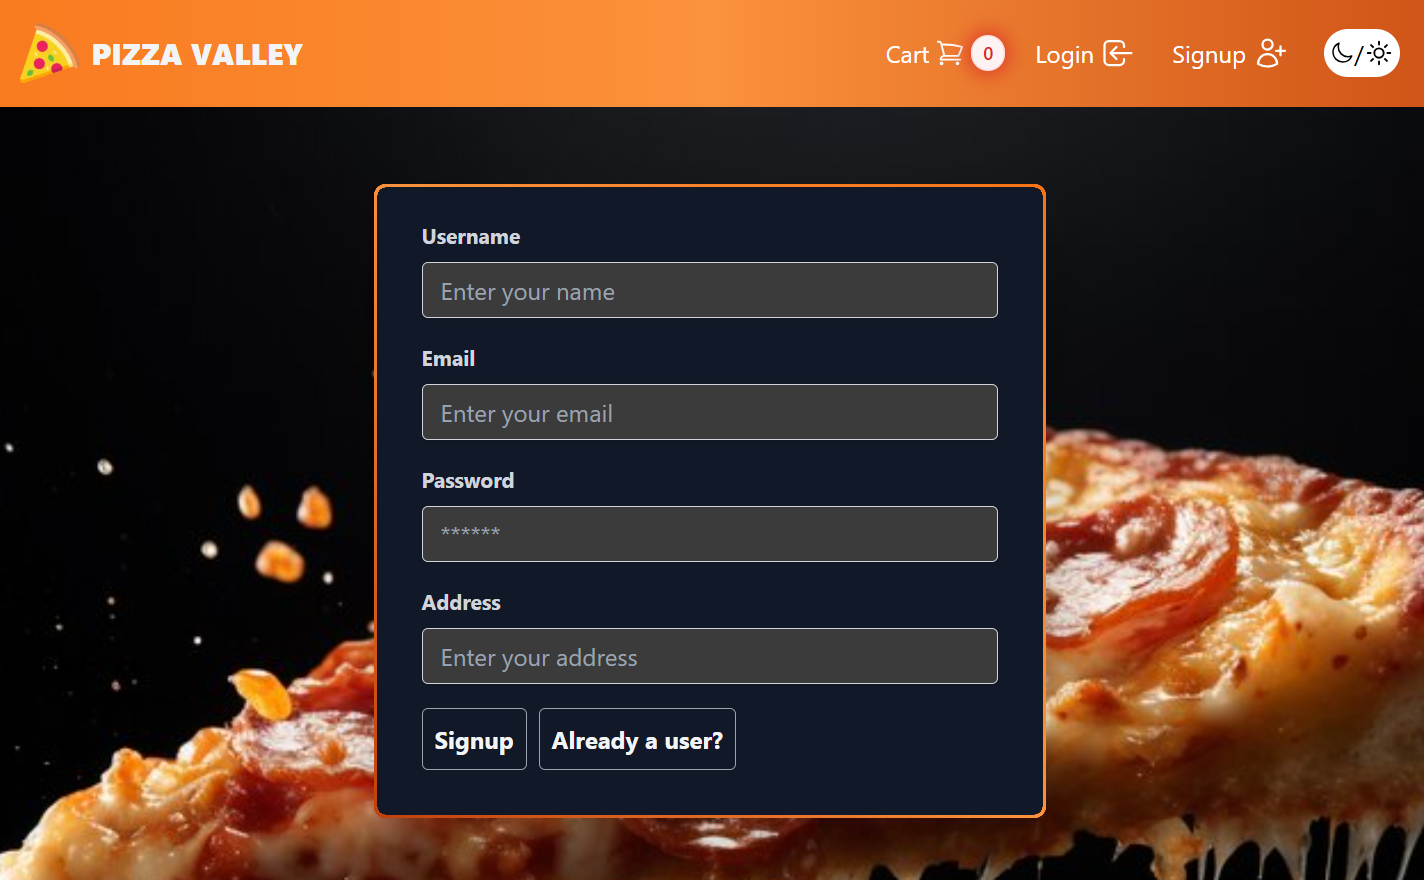 PIZZA VALLEY
Cart 0 Login Signup /
Username
Enter your name
Email
Enter your email
Password
******
Address
Enter your address
Signup Already a user?